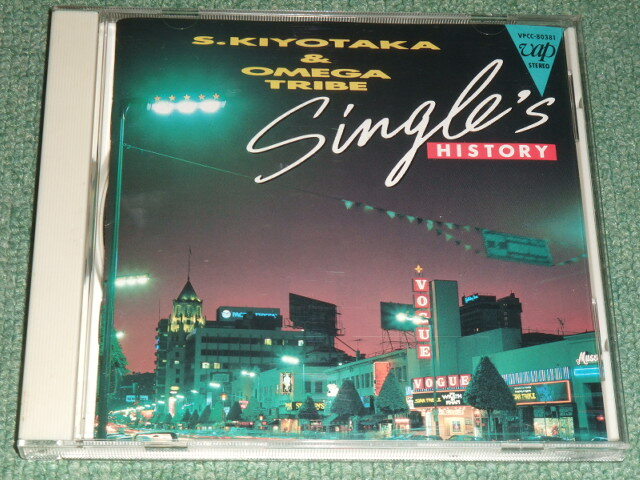 S.KIYOTAKA
&
OMEGA
TRIBE
Single's
HISTORY
VPCC-80381
vap
STEREO
VOGUE
VOGUE